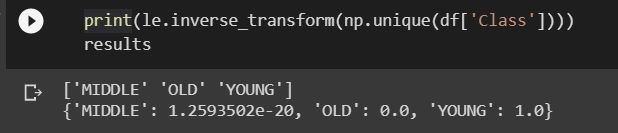 print(le.inverse_transform(np.unique(df['Class'])))
results
['MIDDLE' 'OLD' 'YOUNG']
{'MIDDLE': 1.2593502e-20, 'OLD': 0.0, 'YOUNG': 1.0}